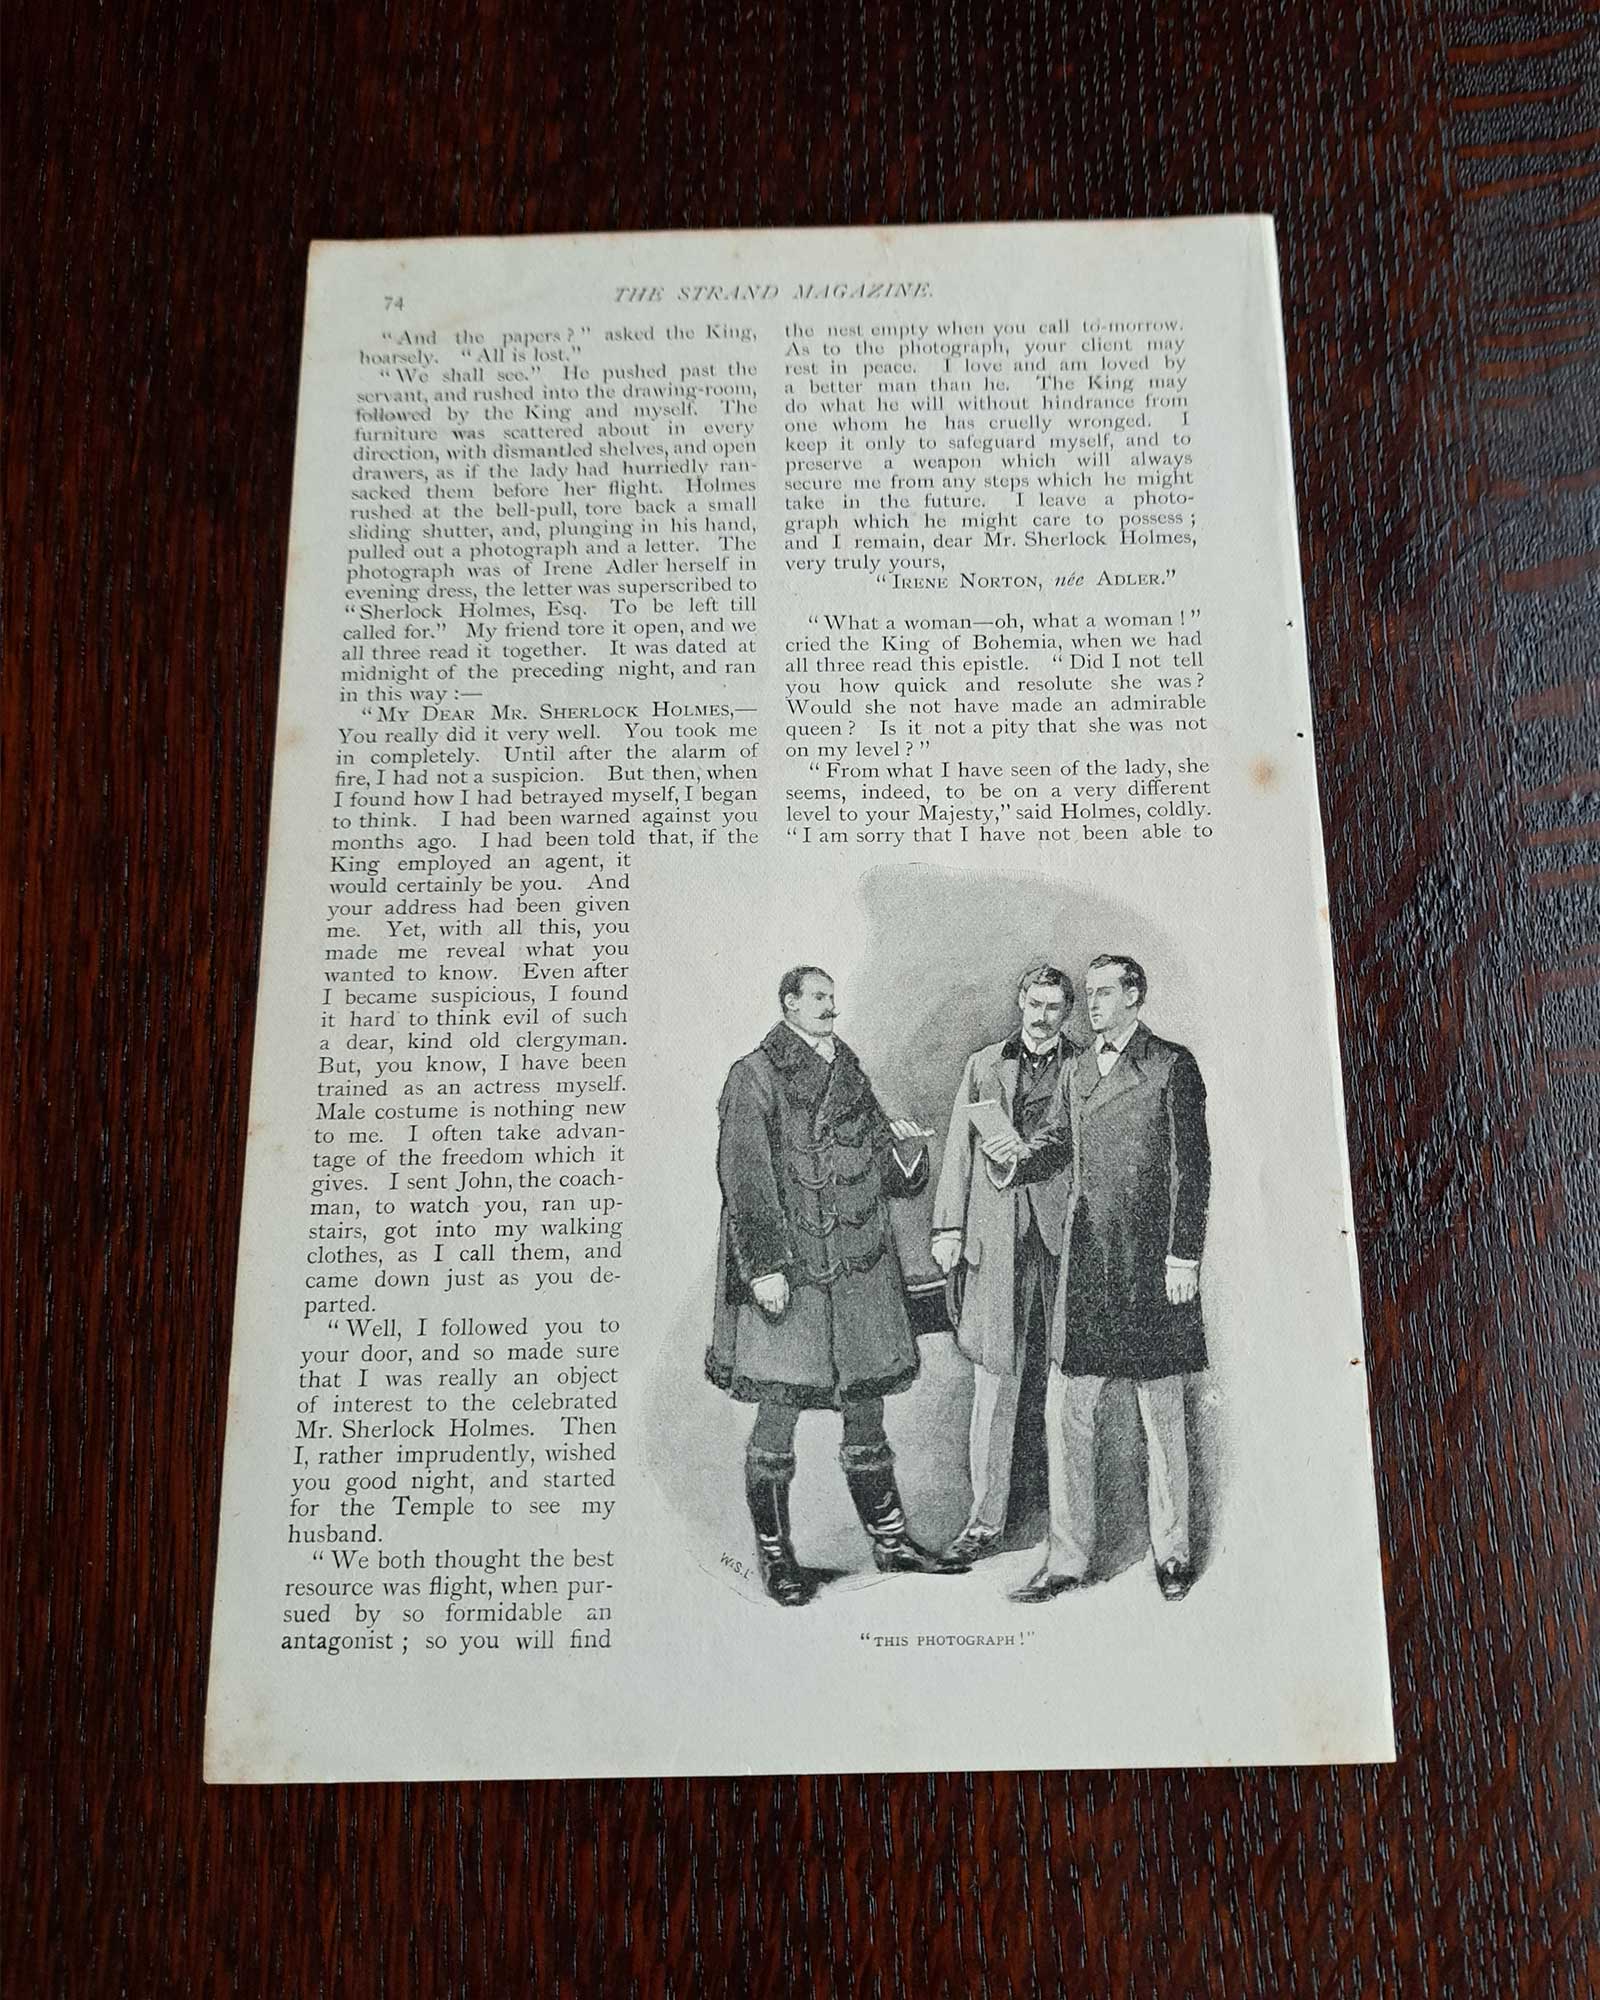 74
THE STRAND MAGAZINE.
"And the papers?" asked the King,
hoarsely. "All is lost."
"We shall see." He pushed past the
servant, and rushed into the drawing-room,
followed by the King and myself. The
furniture was scattered about in every
direction, with dismantled shelves, and open
drawers, as if the lady had hurriedly ran-
sacked them before her flight. Holmes
rushed at the bell-pull, tore back a small
sliding shutter, and, plunging in his hand,
pulled out a photograph and a letter. The
photograph was of Irene Adler herself in
evening dress, the letter was superscribed to
"Sherlock Holmes, Esq. To be left till
called for." My friend tore it open, and we
all three read it together. It was dated at
midnight of the preceding night, and ran
in this way:—
"MY DEAR MR. SHERLOCK HOLMES,—
You really did it very well. You took me
in completely. Until after the alarm of
fire, I had not a suspicion. But then, when
I found how I had betrayed myself, I began
to think. I had been warned against you
months ago. I had been told that, if the
King employed an agent, it
would certainly be you. And
your address had been given
me. Yet, with all this, you
made me reveal what you
wanted to know. Even after
I became suspicious, I found
it hard to think evil of such
a dear, kind old clergyman.
But, you know, I have been
trained as an actress myself.
Male costume is nothing new
to me. I often take advan-
tage of the freedom which it
gives. I sent John, the coach-
man, to watch you, ran up-
stairs, got into my walking
clothes, as I call them, and
came down just as you de-
parted.
"Well, I followed you to
your door, and so made sure
that I was really an object
of interest to the celebrated
Mr. Sherlock Holmes. Then
I, rather imprudently, wished
you good night, and started
for the Temple to see my
husband.
"We both thought the best
resource was flight, when pur-
sued by so formidable an
antagonist; so you will find
the nest empty when you call to-morrow.
As to the photograph, your client may
rest in peace. I love and am loved by
a better man than he. The King may
do what he will without hindrance from
one whom he has cruelly wronged. I
keep it only to safeguard myself, and to
preserve a weapon which will always
secure me from any steps which he might
take in the future. I leave a photo-
graph which he might care to possess;
and I remain, dear Mr. Sherlock Holmes,
very truly yours,
"IRENE NORTON, née ADLER."
"What a woman—oh, what a woman!"
cried the King of Bohemia, when we had
all three read this epistle. "Did I not tell
you how quick and resolute she was?
Would she not have made an admirable
queen? Is it not a pity that she was not
on my level?"
"From what I have seen of the lady, she
seems, indeed, to be on a very different
level to your Majesty," said Holmes, coldly.
"I am sorry that I have not been able to
W&S.L.
"THIS PHOTOGRAPH!"